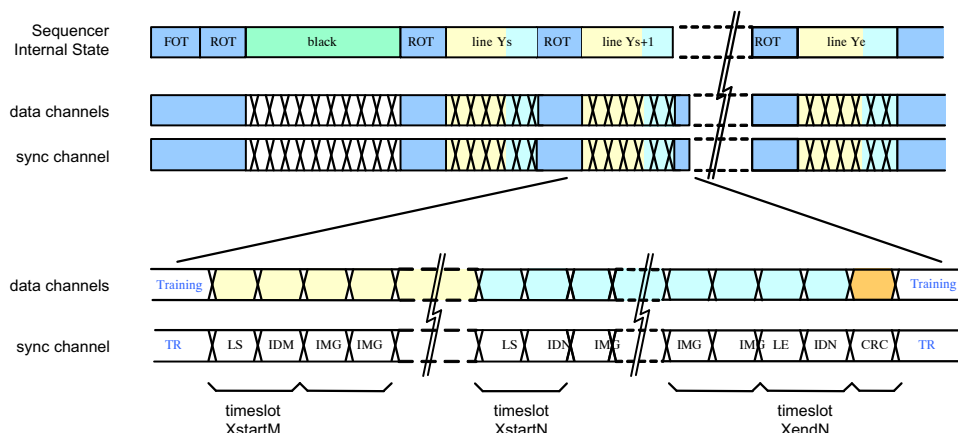 Sequencer
Internal State
FOT ROT black ROT line Ys ROT line Ys+1 ROT line Ye
data channels
sync channel
data channels
Training Training
sync channel
TR LS IDM IMG IMG LS IDN IMG IMG IMG LE IDN CRC TR
timeslot timeslot timeslot
XstartM XstartN XendN